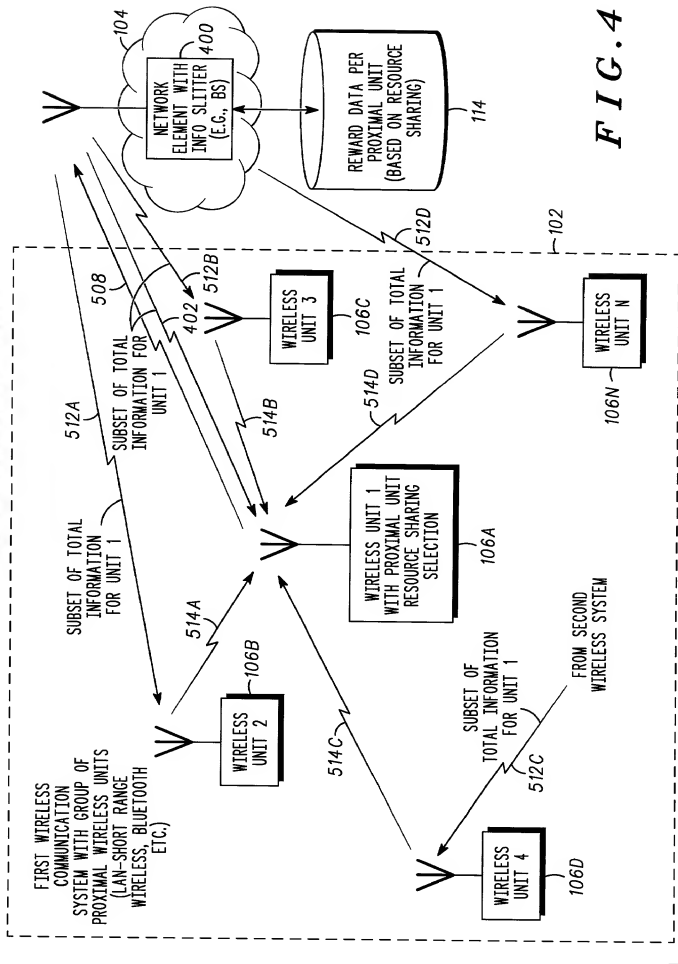 FIRST WIRELESS
COMMUNICATION
SYSTEM WITH GROUP OF
PROXIMAL WIRELESS UNITS
(LAN-SHORT RANGE
WIRELESS, BLUETOOTH
ETC.)
SUBSET OF TOTAL
INFORMATION
FOR UNIT 1
512A
508
SUBSET OF TOTAL
INFORMATION FOR
UNIT 1
402
512B
104
NETWORK
ELEMENT WITH
INFO SLITTER
(E.G., BS)
400
REWARD DATA PER
PROXIMAL UNIT
(BASED ON RESOURCE
SHARING)
114
WIRELESS
UNIT 2
106B
514A
514B
WIRELESS
UNIT 3
106C
512D
102
SUBSET OF TOTAL
INFORMATION
FOR UNIT 1
514D
WIRELESS UNIT 1
WITH PROXIMAL UNIT
RESOURCE SHARING
SELECTION
106A
514C
WIRELESS
UNIT 4
106D
SUBSET OF
TOTAL INFORMATION
FOR UNIT 1
512C
FROM SECOND
WIRELESS SYSTEM
WIRELESS
UNIT N
106N
FIG. 4